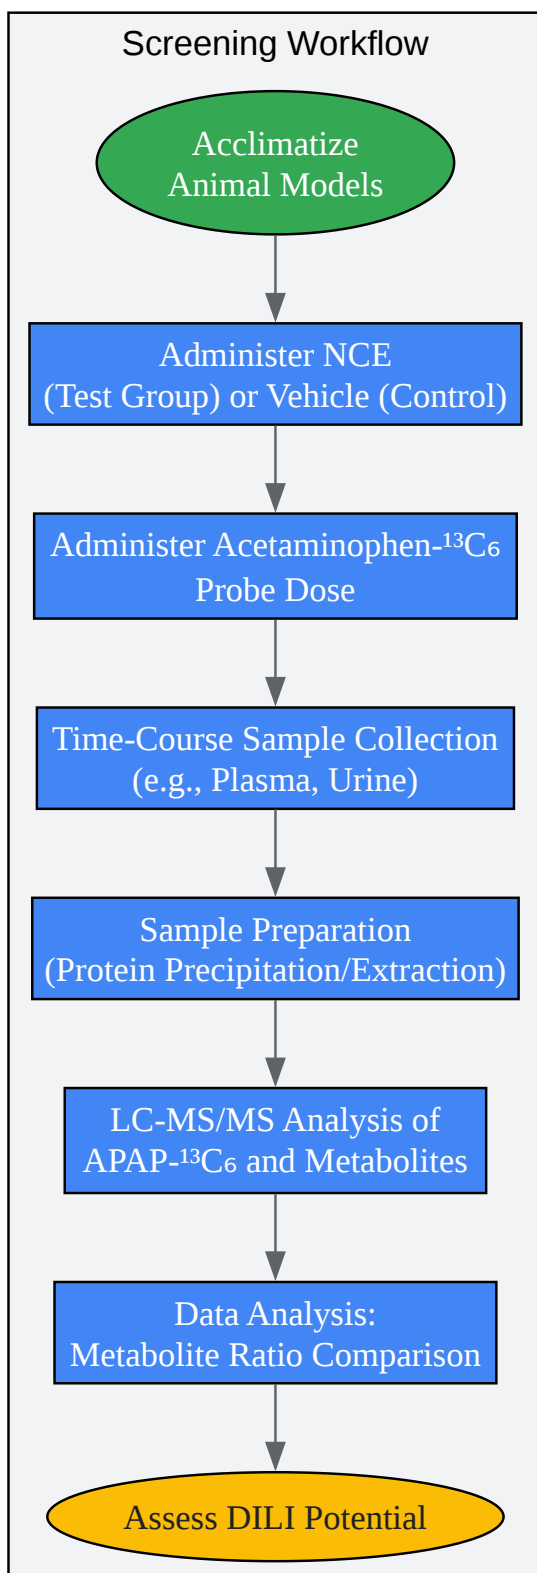 Screening Workflow
Acclimatize
Animal Models
Administer NCE
(Test Group) or Vehicle (Control)
Administer Acetaminophen-¹³C₆
Probe Dose
Time-Course Sample Collection
(e.g., Plasma, Urine)
Sample Preparation
(Protein Precipitation/Extraction)
LC-MS/MS Analysis of
APAP-¹³C₆ and Metabolites
Data Analysis:
Metabolite Ratio Comparison
Assess DILI Potential